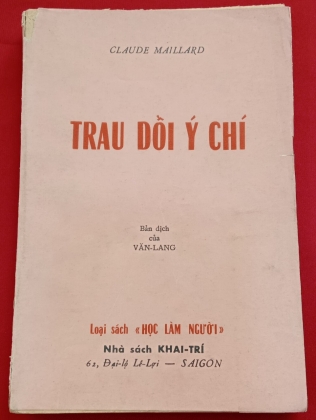 CLAUDE MAILLARD
TRAU DỒI Ý CHÍ
Bản dịch
của
VĂN-LANG
Loại sách «HỌC LÀM NGƯỜI»
Nhà sách KHAI-TRÍ
62, Đại-lộ Lê-Lợi — SAIGON